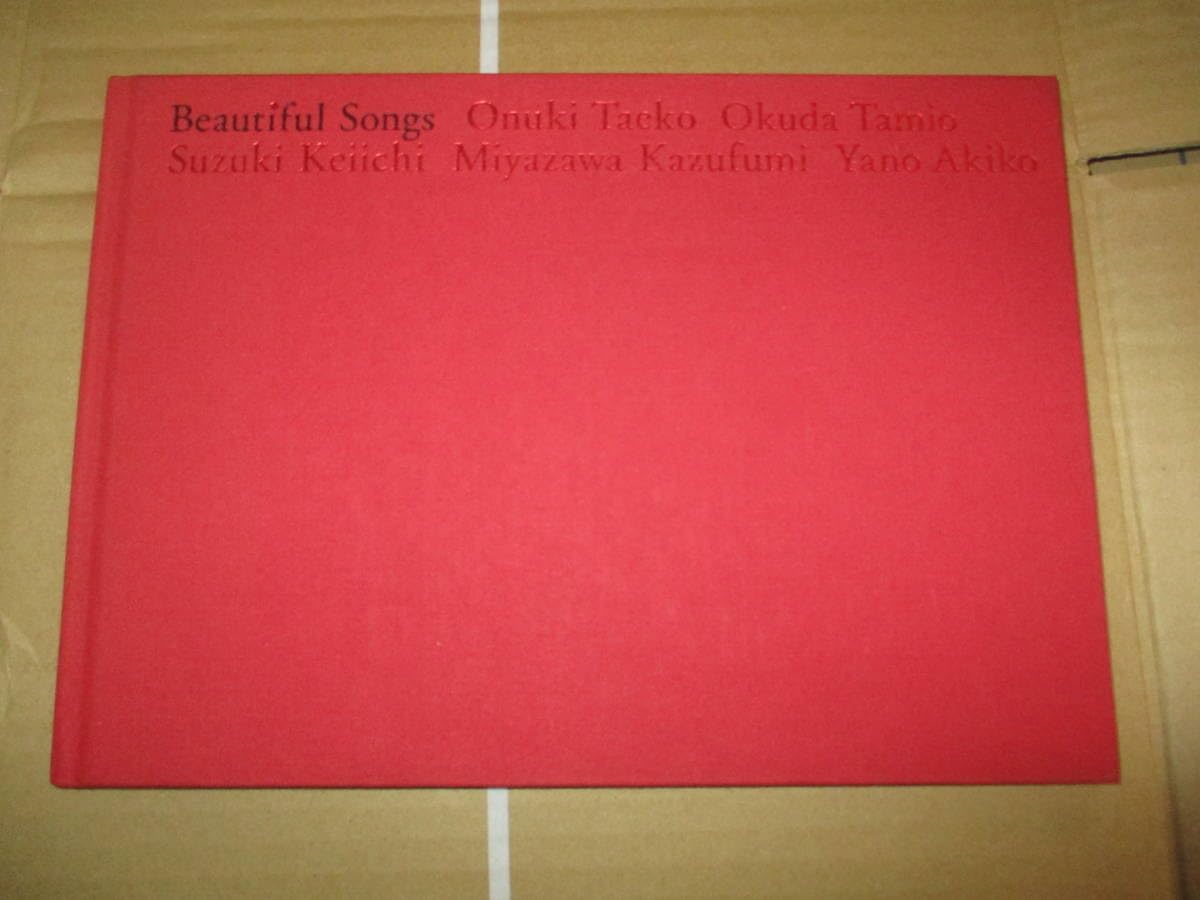 Beautiful Songs Onuki Taeko Okuda Tamio
Suzuki Keiichi Miyazawa Kazufumi Yano Akiko